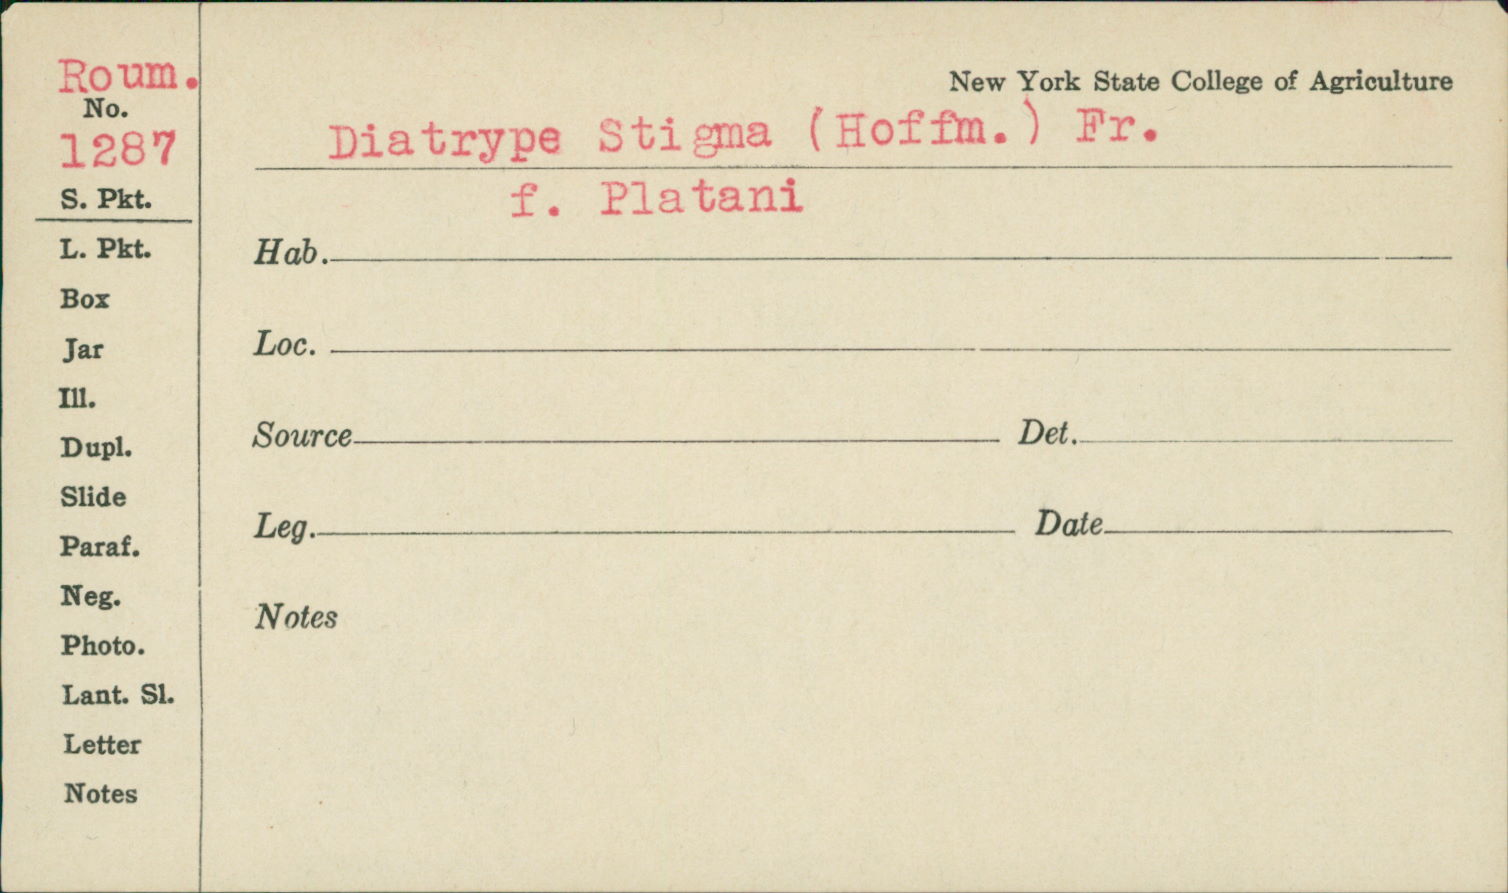 Roum.
No.
1287
S. Pkt.
L. Pkt.
Box
Jar
Ill.
Dupl.
Slide
Paraf.
Neg.
Photo.
Lant. Sl.
Letter
Notes
New York State College of Agriculture
Diatrype Stigma (Hoffm.) Fr.
f. Platani
Hab.
Loc.
Source Det.
Leg. Date
Notes